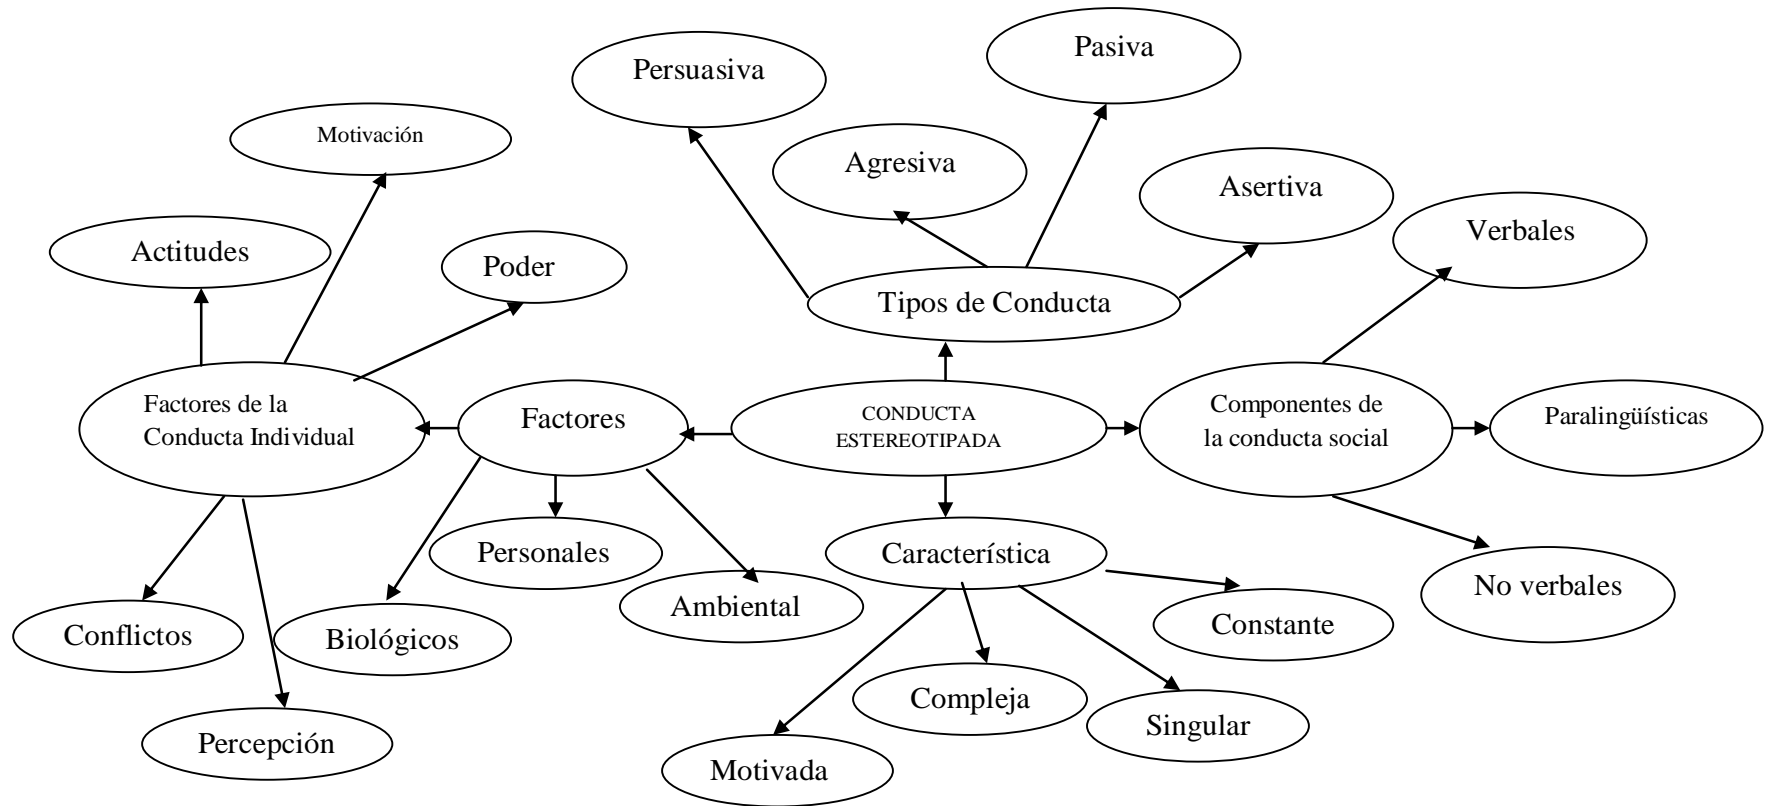 Pasiva
Persuasiva
Motivación
Agresiva
Asertiva
Verbales
Actitudes
Poder
Tipos de Conducta
Factores de la
Conducta Individual
Factores
CONDUCTA
ESTEREOTIPADA
Componentes de
la conducta social
Paralingüísticas
Personales
Característica
No verbales
Ambiental
Constante
Conflictos
Biológicos
Compleja
Singular
Percepción
Motivada